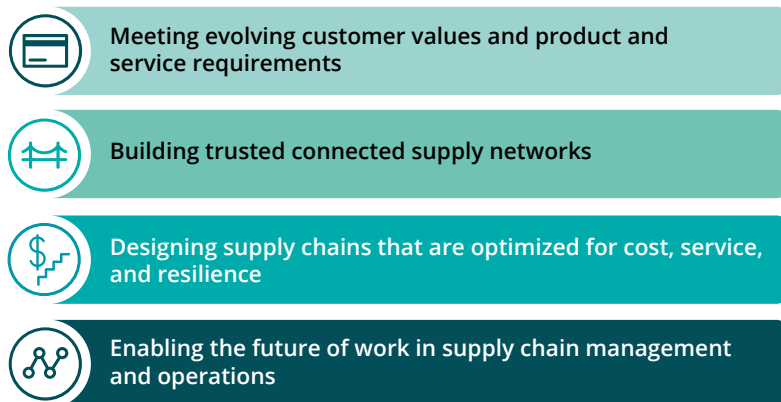 Meeting evolving customer values and product and
service requirements
Building trusted connected supply networks
Designing supply chains that are optimized for cost, service,
and resilience
Enabling the future of work in supply chain management
and operations